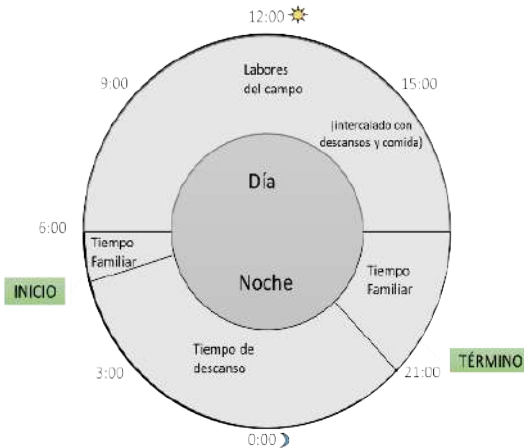 12:00
9:00
Labores
del campo
15:00
(intercalado con
descansos y comida)
Día
6:00
Tiempo
Familiar
INICIO
Noche
Tiempo
Familiar
Tiempo de
descanso
3:00
21:00
TÉRMINO
0:00